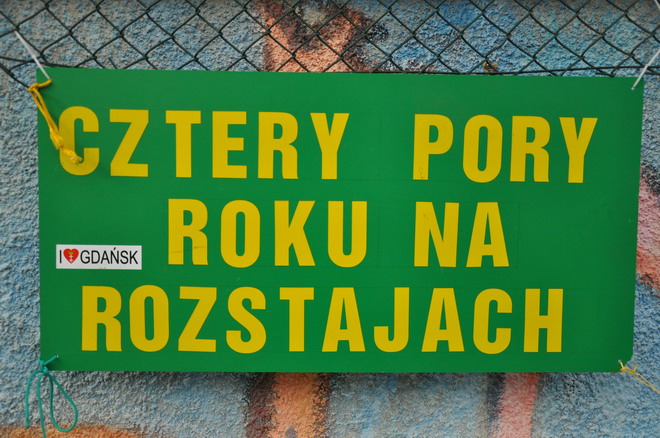 CZTERY PORY
ROKU NA
I ❤ GDAŃSK
ROZSTAJACH